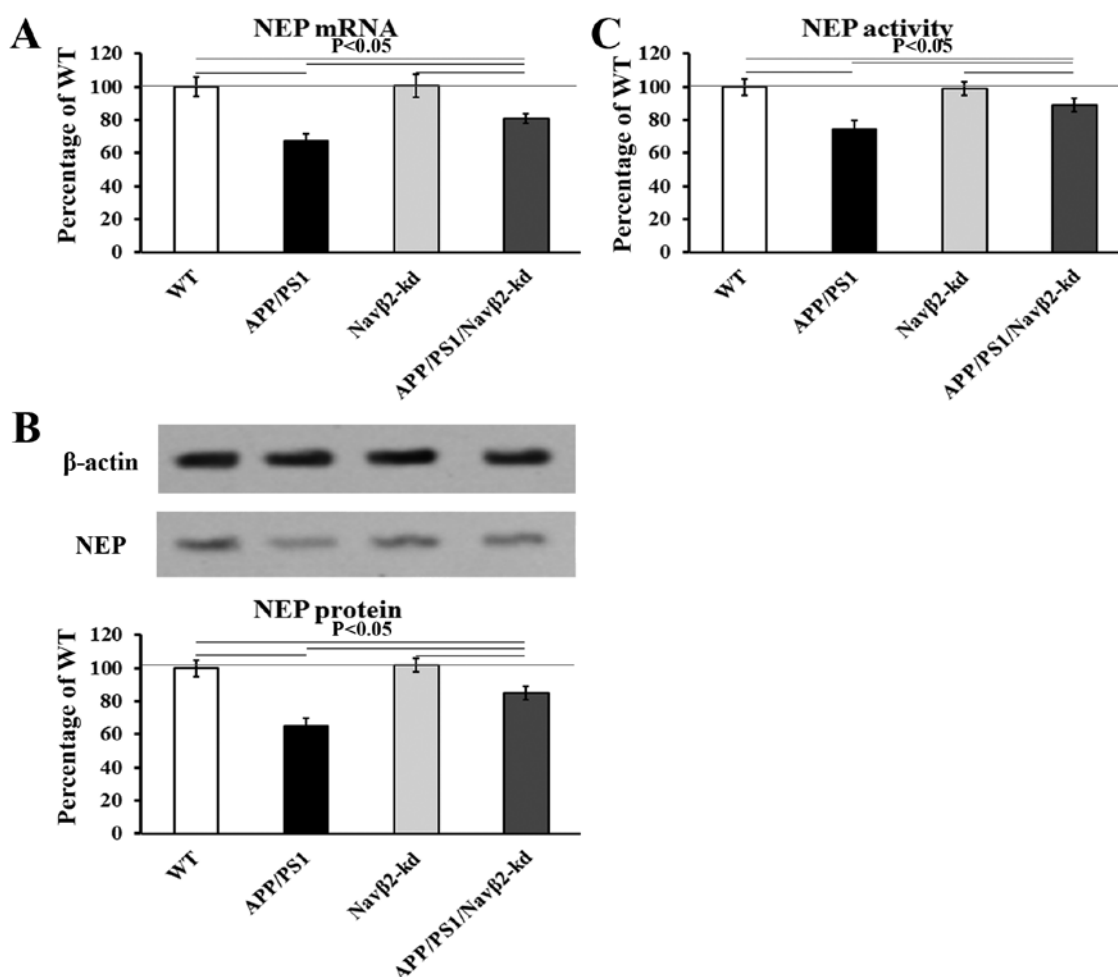 A
NEP mRNA
P<0.05
Percentage of WT
120
100
80
60
40
20
0
WT
APP/PS1
Navβ2-kd
APP/PS1/Navβ2-kd
C
NEP activity
P<0.05
Percentage of WT
120
100
80
60
40
20
0
WT
APP/PS1
Navβ2-kd
APP/PS1/Navβ2-kd
B
β-actin
NEP
NEP protein
P<0.05
Percentage of WT
120
100
80
60
40
20
0
WT
APP/PS1
Navβ2-kd
APP/PS1/Navβ2-kd